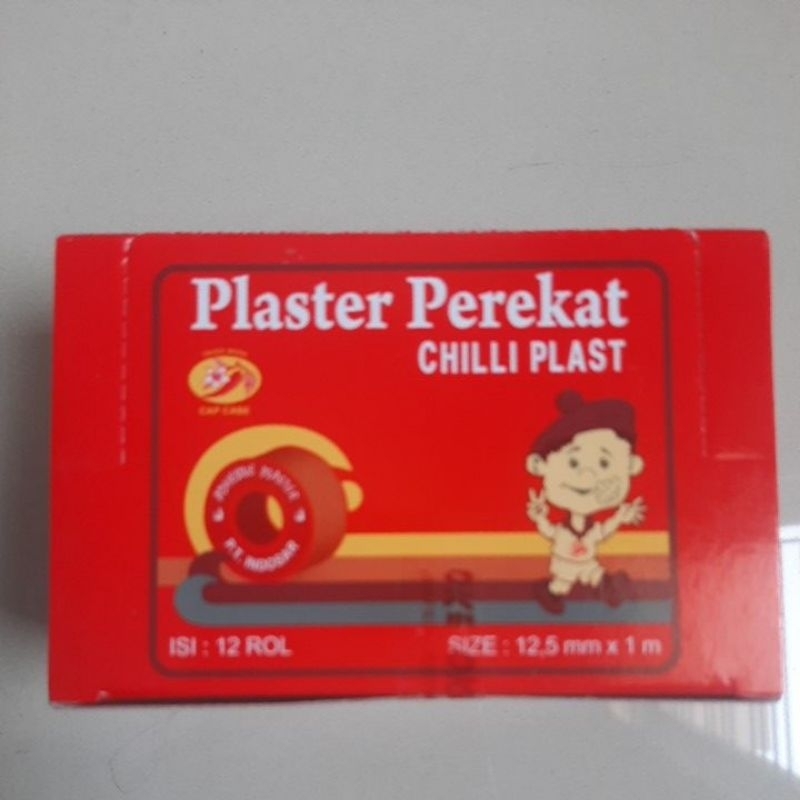 Plaster Perekat
CHILLI PLAST
CAP CABE
P.T. INDOSAR
ISI : 12 ROL
SIZE : 12,5 mm x 1 m